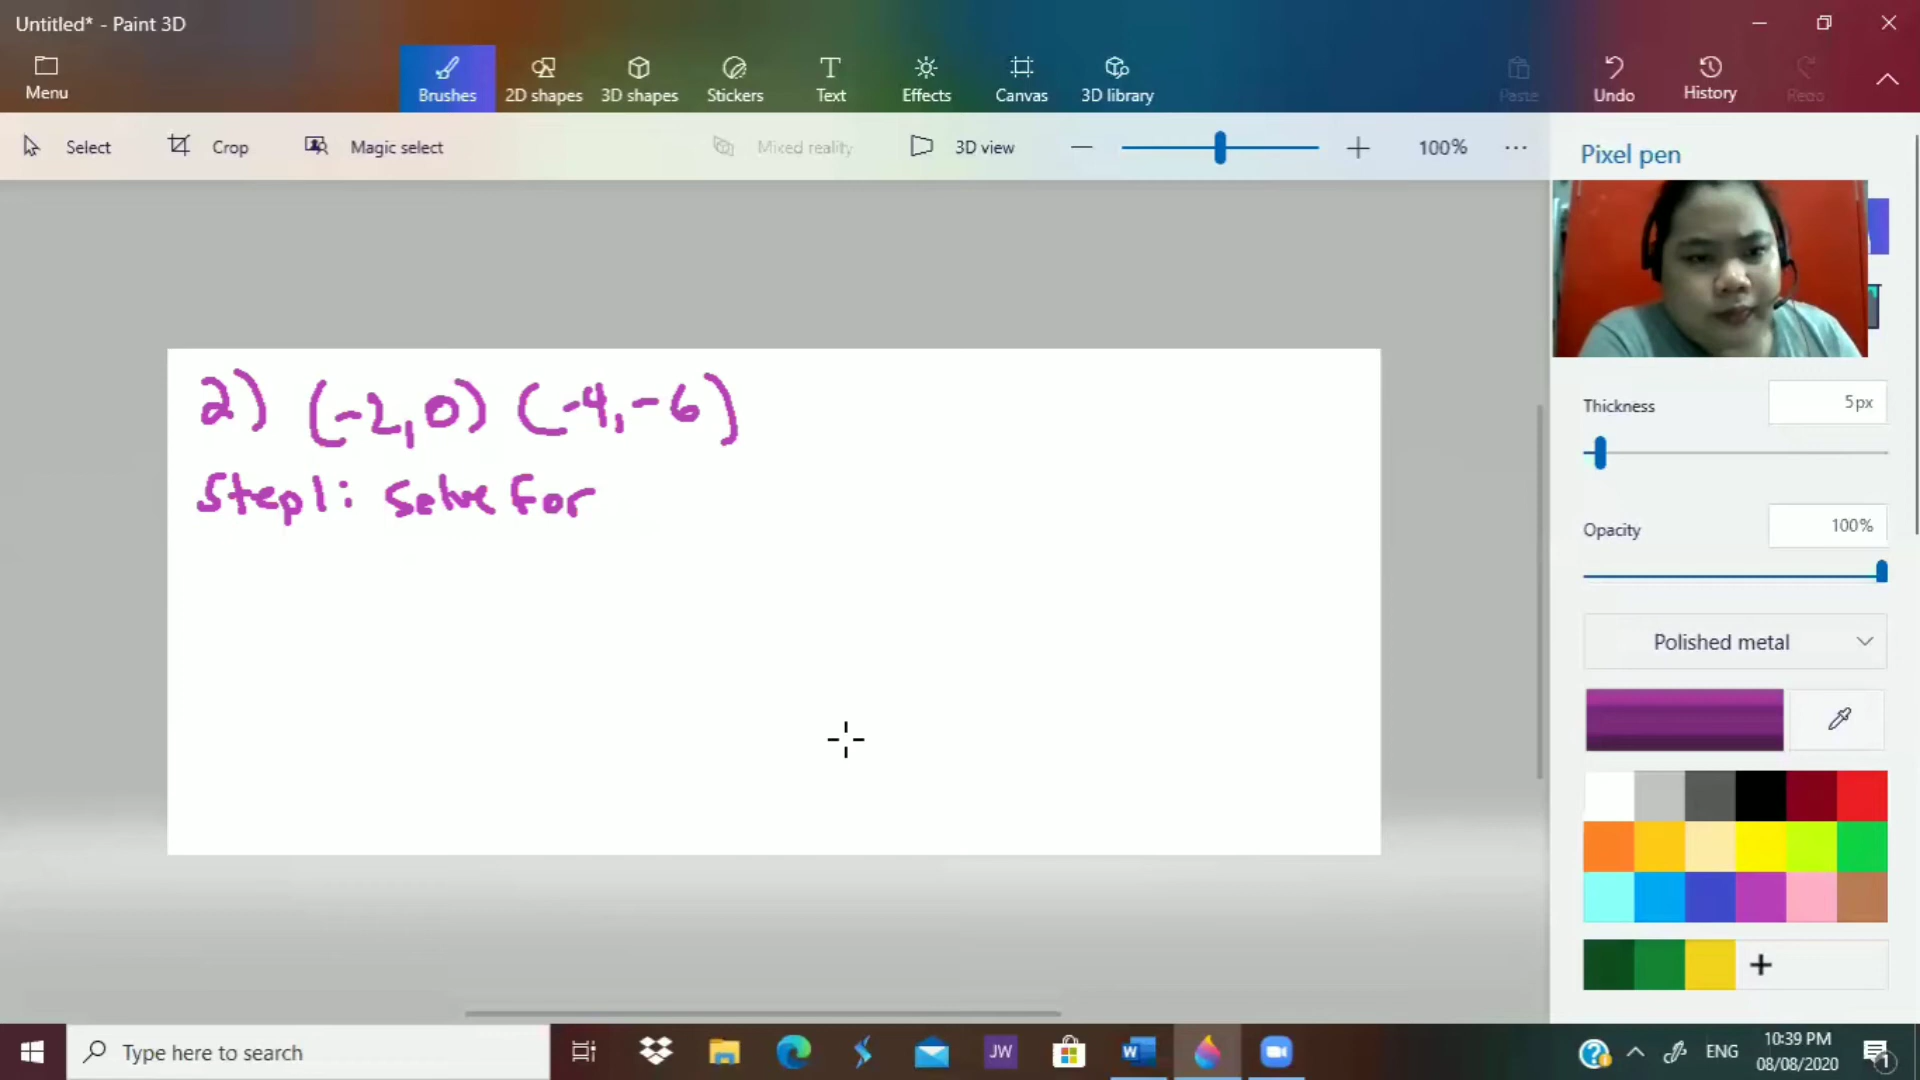 Untitled* - Paint 3D
Menu
Brushes 2D shapes 3D shapes Stickers Text Effects Canvas 3D library Paste Undo History Redo
Select Crop Magic select Mixed reality 3D view 100% ...
Pixel pen
2) (-2,0) (-4,-6)
Step1: Solve For
Thickness 5px
Opacity 100%
Polished metal
Type here to search
JW
W
ENG
10:39 PM
08/08/2020
1